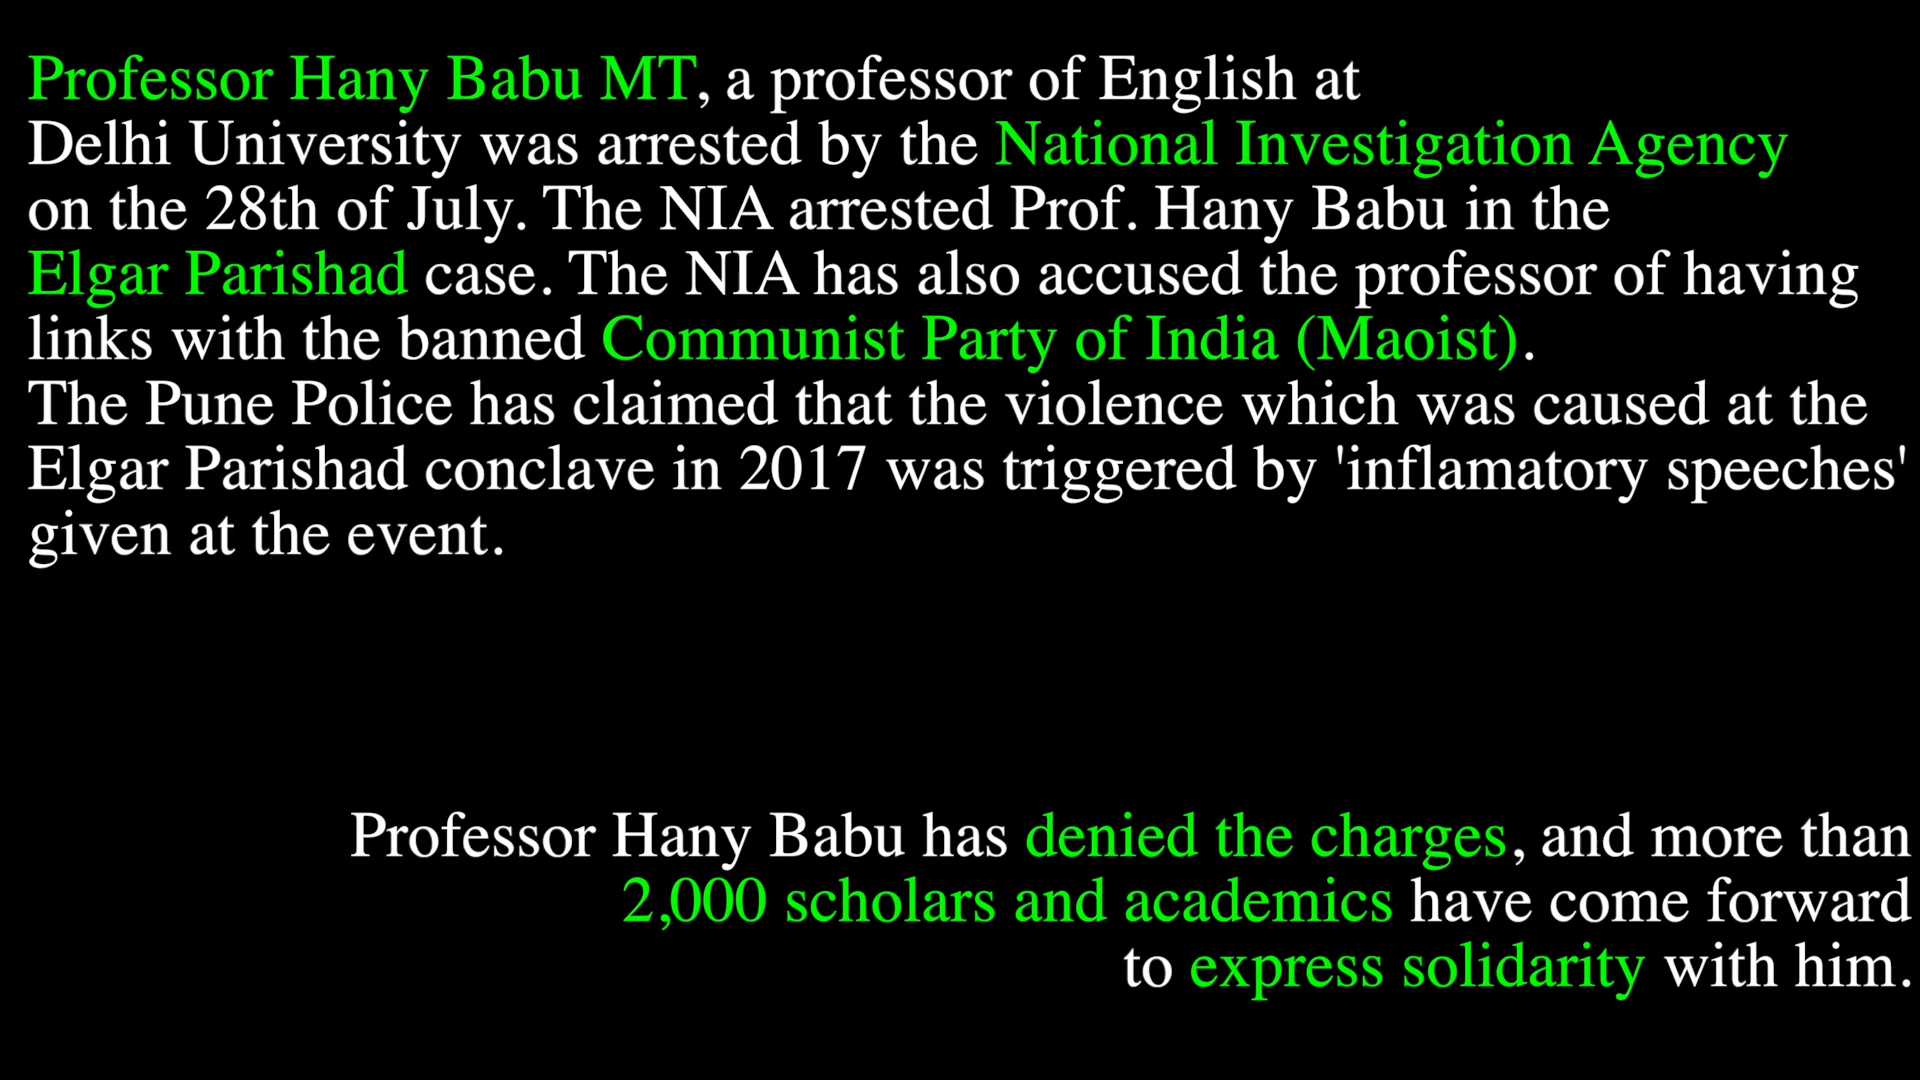 Professor Hany Babu MT, a professor of English at
Delhi University was arrested by the National Investigation Agency
on the 28th of July. The NIA arrested Prof. Hany Babu in the
Elgar Parishad case. The NIA has also accused the professor of having
links with the banned Communist Party of India (Maoist).
The Pune Police has claimed that the violence which was caused at the
Elgar Parishad conclave in 2017 was triggered by 'inflamatory speeches'
given at the event.
Professor Hany Babu has denied the charges, and more than
2,000 scholars and academics have come forward
to express solidarity with him.